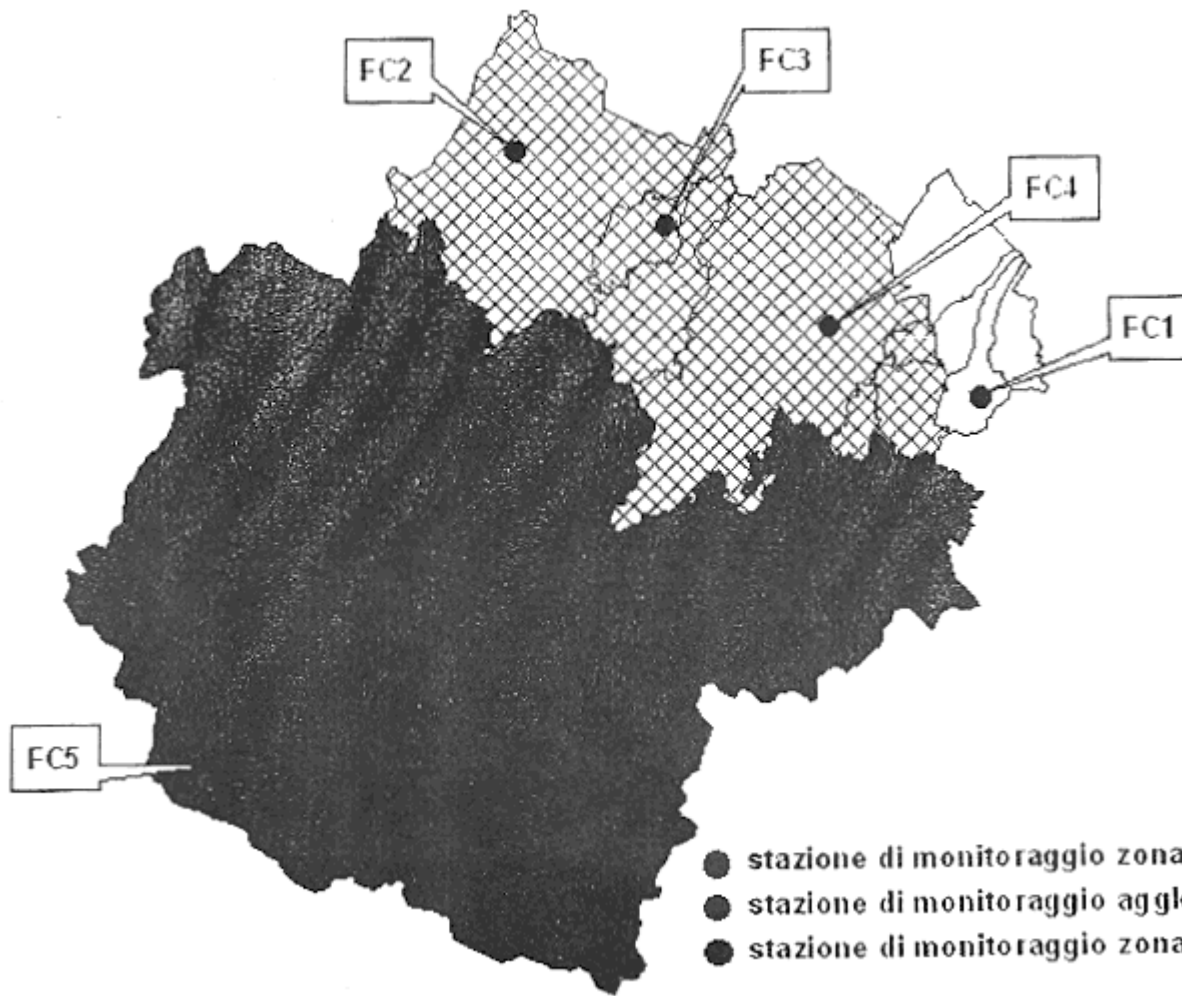 FC2
FC3
FC4
FC1
FC5
stazione di monitoraggio zona
stazione di monitoraggio
stazione di monitoraggio zona